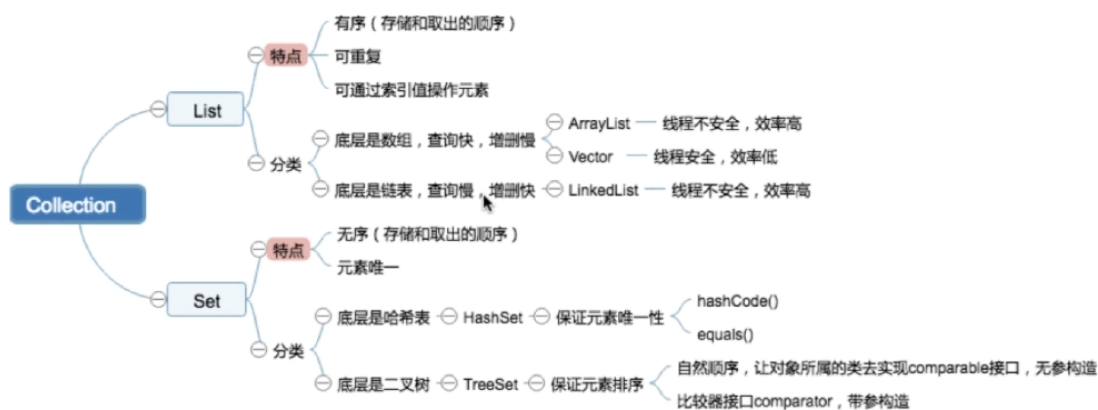 Collection
List
特点
有序（存储和取出的顺序）
可重复
可通过索引值操作元素
分类
底层是数组，查询快，增删慢
ArrayList
线程不安全，效率高
Vector
线程安全，效率低
底层是链表，查询慢，增删快
LinkedList
线程不安全，效率高
Set
特点
无序（存储和取出的顺序）
元素唯一
分类
底层是哈希表
HashSet
保证元素唯一性
hashCode()
equals()
底层是二叉树
TreeSet
保证元素排序
自然顺序，让对象所属的类去实现comparable接口，无参构造
比较器接口comparator，带参构造